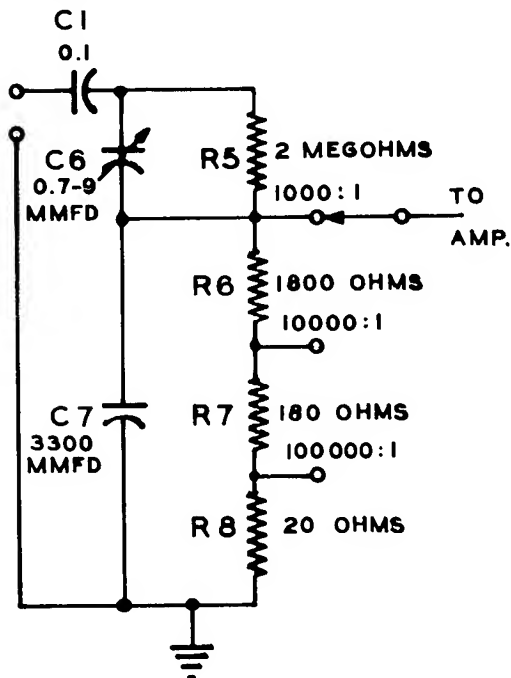 C1
0.1
C6
0.7-9
MMFD
R5
2 MEGOHMS
1000:1
TO
AMP.
R6
1800 OHMS
10000:1
C7
3300
MMFD
R7
180 OHMS
100000:1
R8
20 OHMS